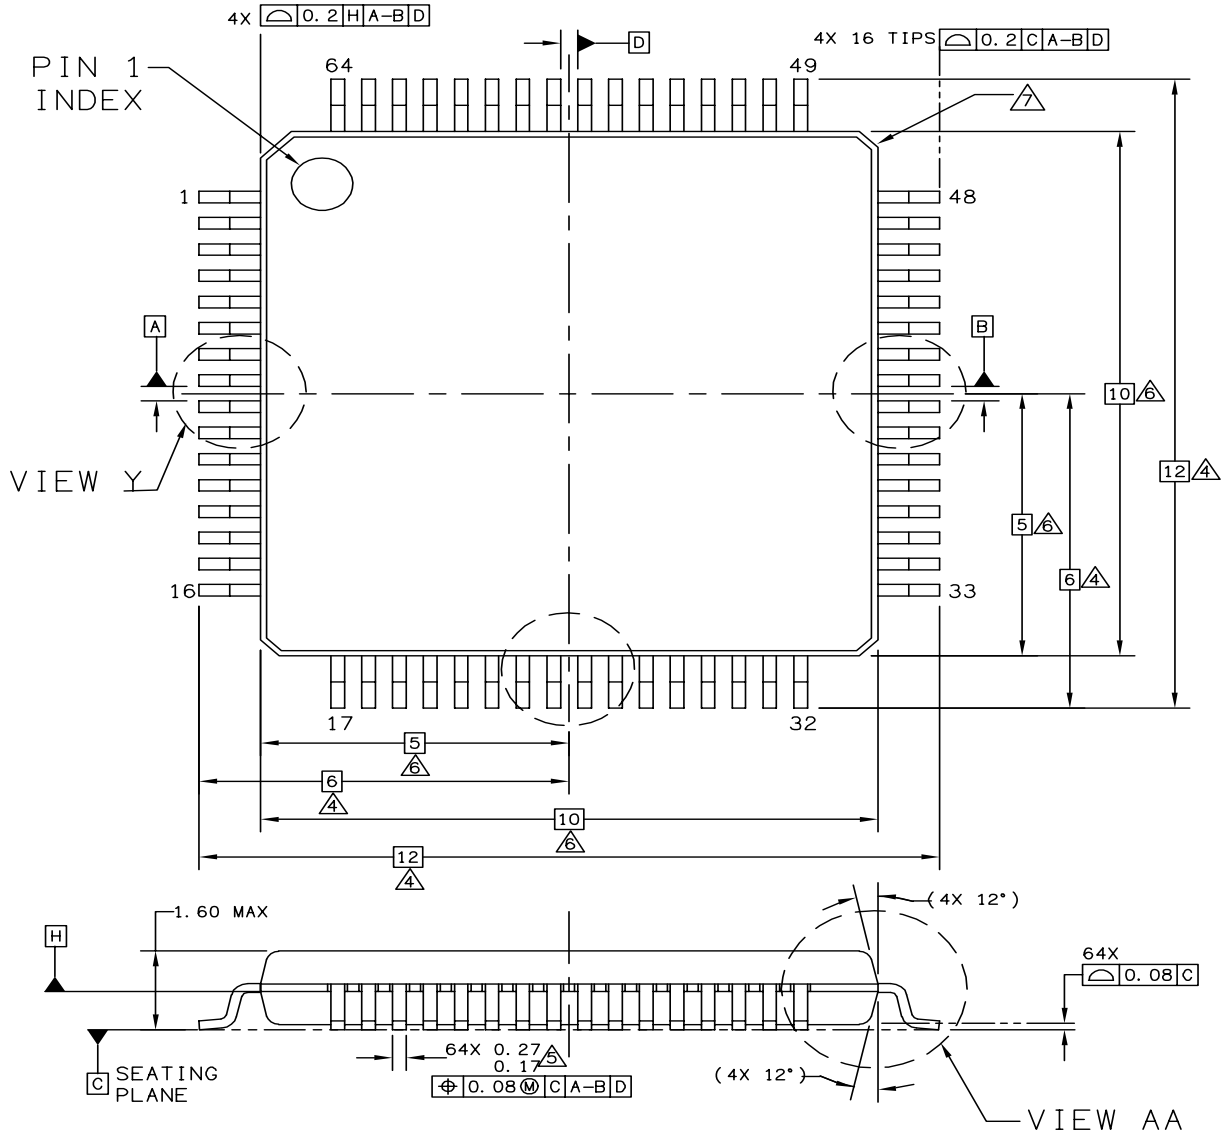 4X ⌓ 0.2 H A-B D
D
4X 16 TIPS ⌓ 0.2 C A-B D
PIN 1
INDEX
64
49
7
1
48
A
B
10 6
12 4
VIEW Y
5 6
6 4
16
33
17
32
5
6
6
4
10
6
12
4
1.60 MAX
(4X 12°)
H
64X
⌓ 0.08 C
64X 0.27
0.17
5
⌖ 0.08 Ⓜ C A-B D
(4X 12°)
C SEATING
PLANE
VIEW AA